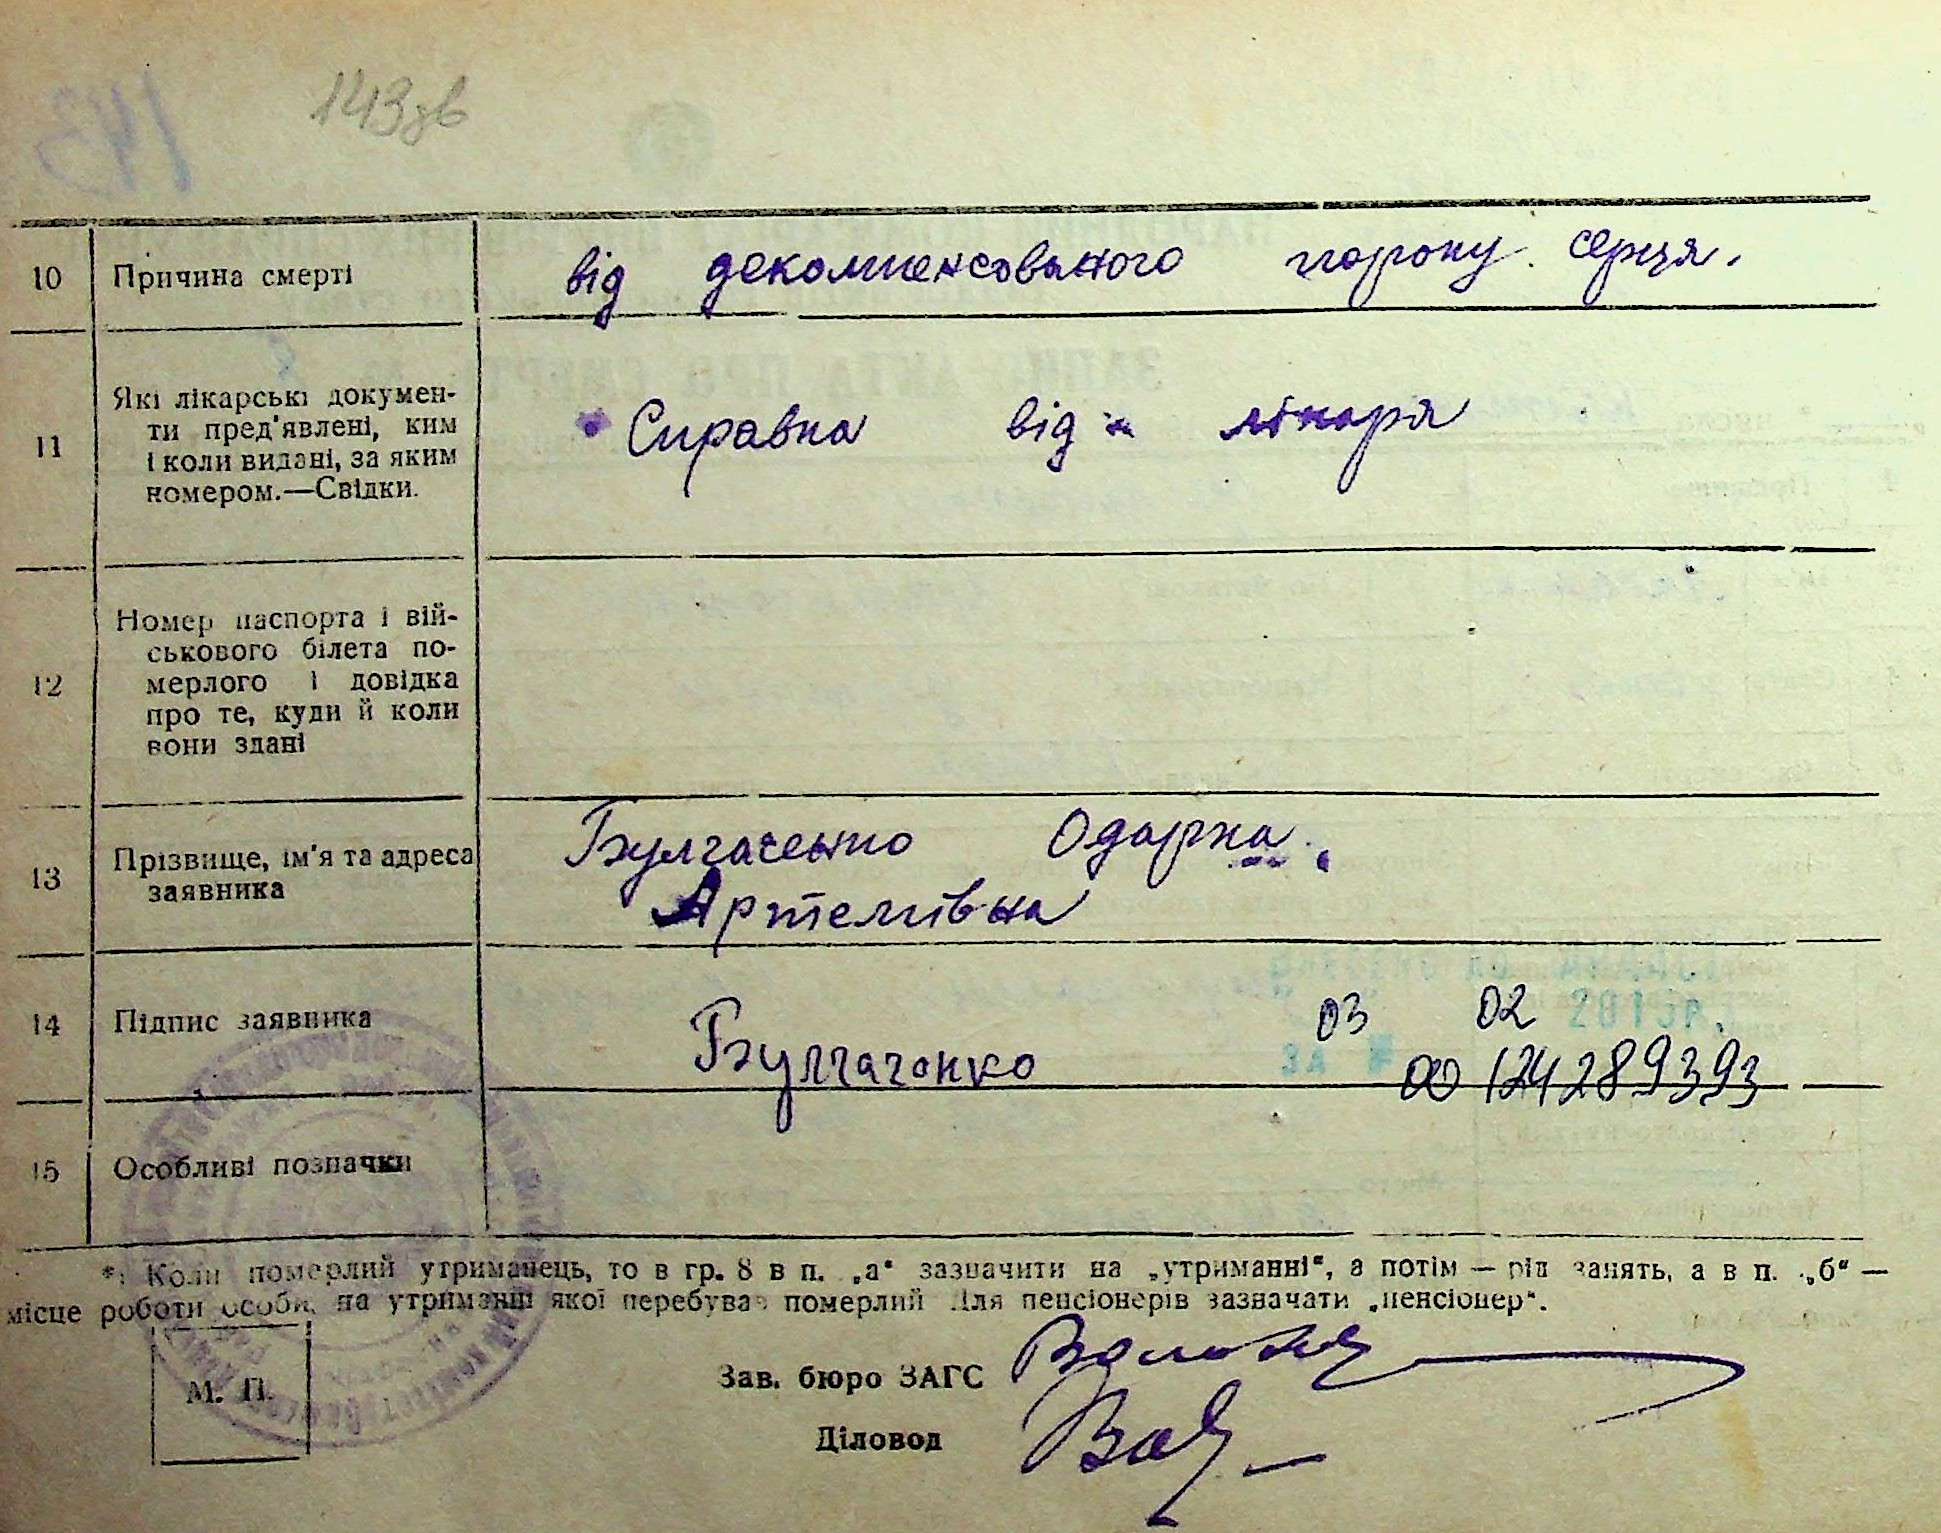 143
143 зв
10 Причина смерті від декомпенсованого пороку серця.
11 Які лікарські докумен-
ти пред'явлені, ким
і коли видані, за яким
номером.—Свідки.
Справка від лікаря
12 Номер паспорта і вій-
ськового білета по-
мерлого і довідка
про те, куди й коли
вони здані
13 Прізвище, ім'я та адреса
заявника
Булгаченко Одарка
Артемівна
14 Підпис заявника Булгаченко
03 02 2015р.
ЗА № 00124289393
15 Особливі позначки
*) Коли померлий утриманець, то в гр. 8 в п. „а“ зазначити на „утриманні“, а потім — рід занять, а в п. „б“ —
місце роботи особи, на утриманні якої перебував померлий Для пенсіонерів зазначати „пенсіонер“.
М. П.
Зав. бюро ЗАГС
Діловод